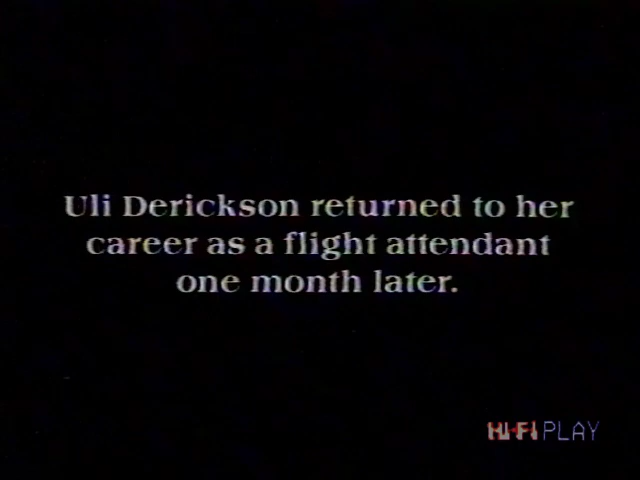 Uli Derickson returned to her
career as a flight attendant
one month later.
HI-FI PLAY